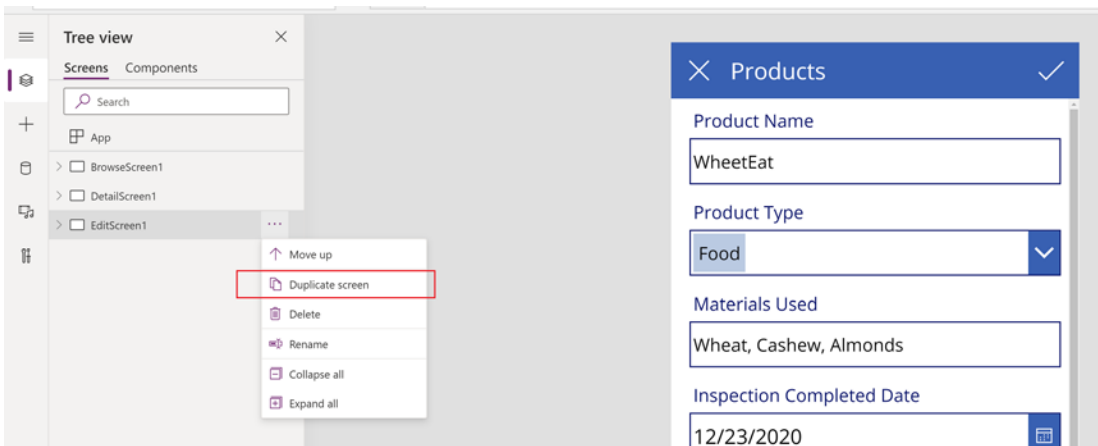 Tree view
Screens Components
Search
App
BrowseScreen1
DetailScreen1
EditScreen1
Move up
Duplicate screen
Delete
Rename
Collapse all
Expand all
Products
Product Name
WheetEat
Product Type
Food
Materials Used
Wheat, Cashew, Almonds
Inspection Completed Date
12/23/2020